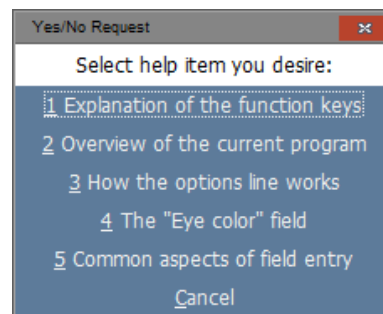 Yes/No Request
Select help item you desire:
1 Explanation of the function keys
2 Overview of the current program
3 How the options line works
4 The "Eye color" field
5 Common aspects of field entry
Cancel